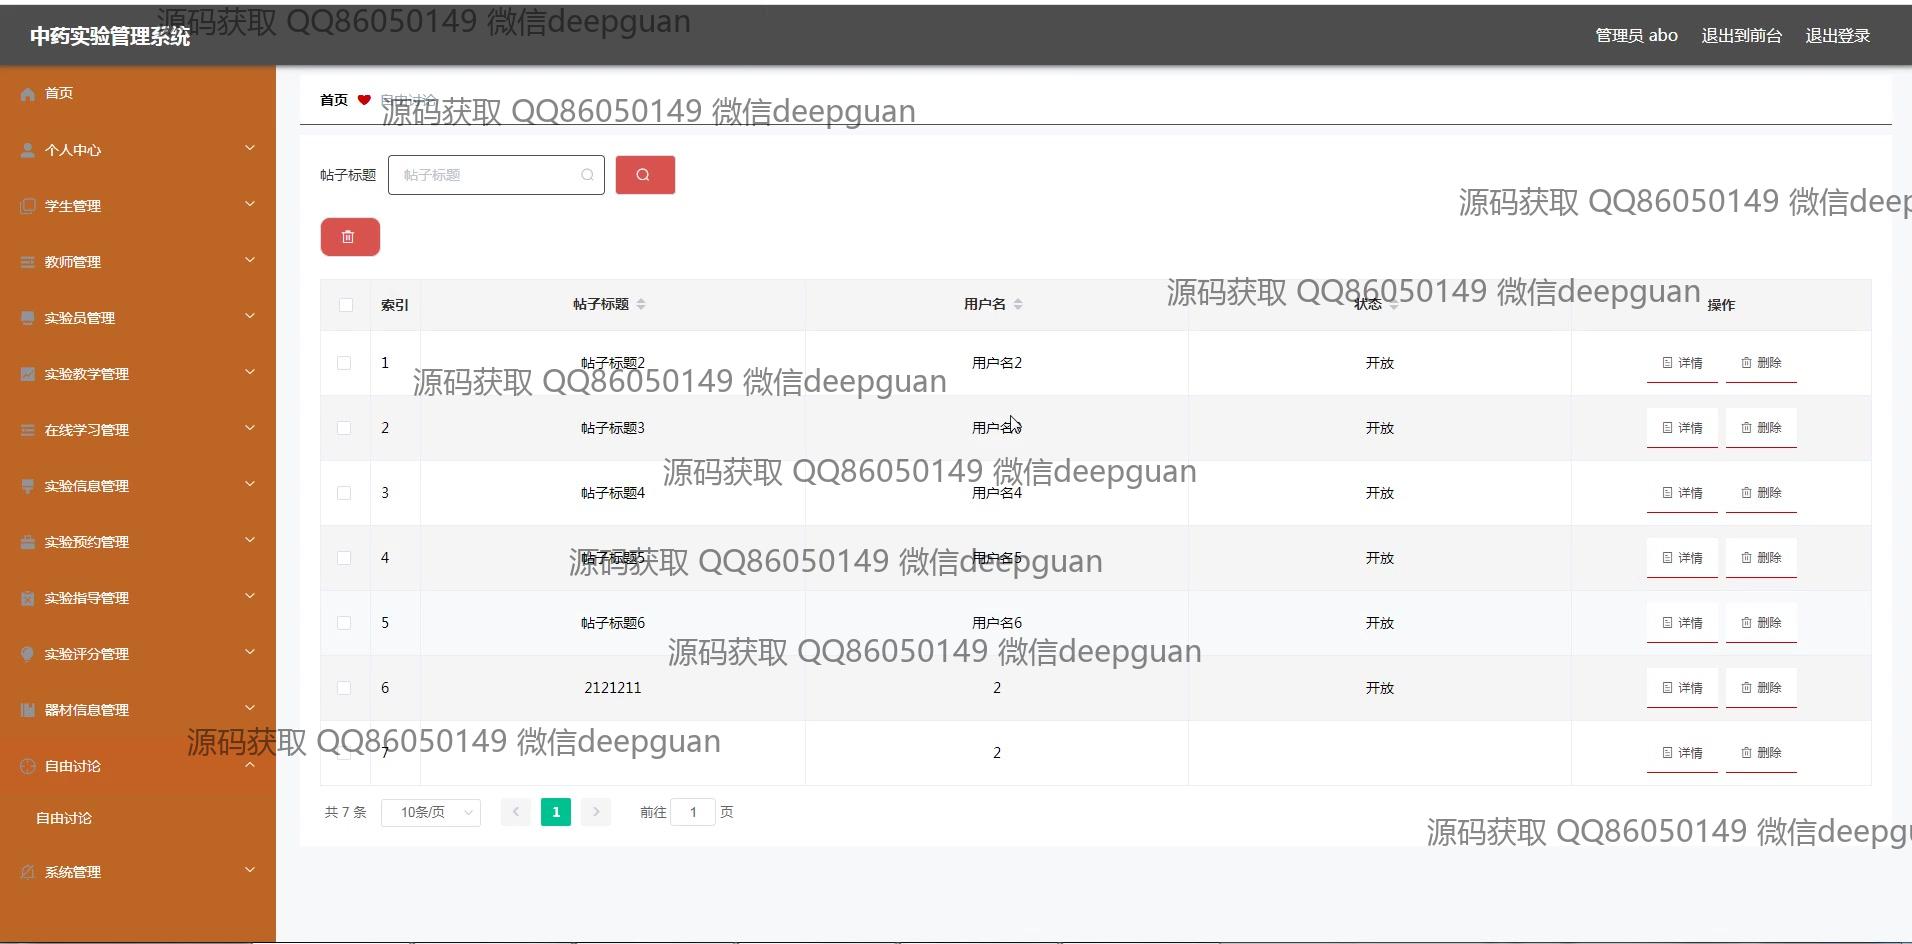 源码获取 QQ86050149 微信deepguan
中药实验管理系统
管理员 abo 退出到前台 退出登录
首页
个人中心
学生管理
教师管理
实验员管理
实验教学管理
在线学习管理
实验信息管理
实验预约管理
实验指导管理
实验评分管理
器材信息管理
自由讨论
自由讨论
系统管理
首页 自由讨论
源码获取 QQ86050149 微信deepguan
帖子标题 帖子标题
源码获取 QQ86050149 微信deep
源码获取 QQ86050149 微信deepguan
索引 帖子标题 用户名 状态 操作
1 帖子标题2 用户名2 开放 详情 删除
源码获取 QQ86050149 微信deepguan
2 帖子标题3 用户名 开放 详情 删除
源码获取 QQ86050149 微信deepguan
3 帖子标题4 用户名4 开放 详情 删除
4 帖子标题5 用户名5 开放 详情 删除
源码获取 QQ86050149 微信deepguan
5 帖子标题6 用户名6 开放 详情 删除
源码获取 QQ86050149 微信deepguan
6 2121211 2 开放 详情 删除
源码获取 QQ86050149 微信deepguan
7 2 详情 删除
共 7 条 10条/页 1 前往 1 页
源码获取 QQ86050149 微信deepgu